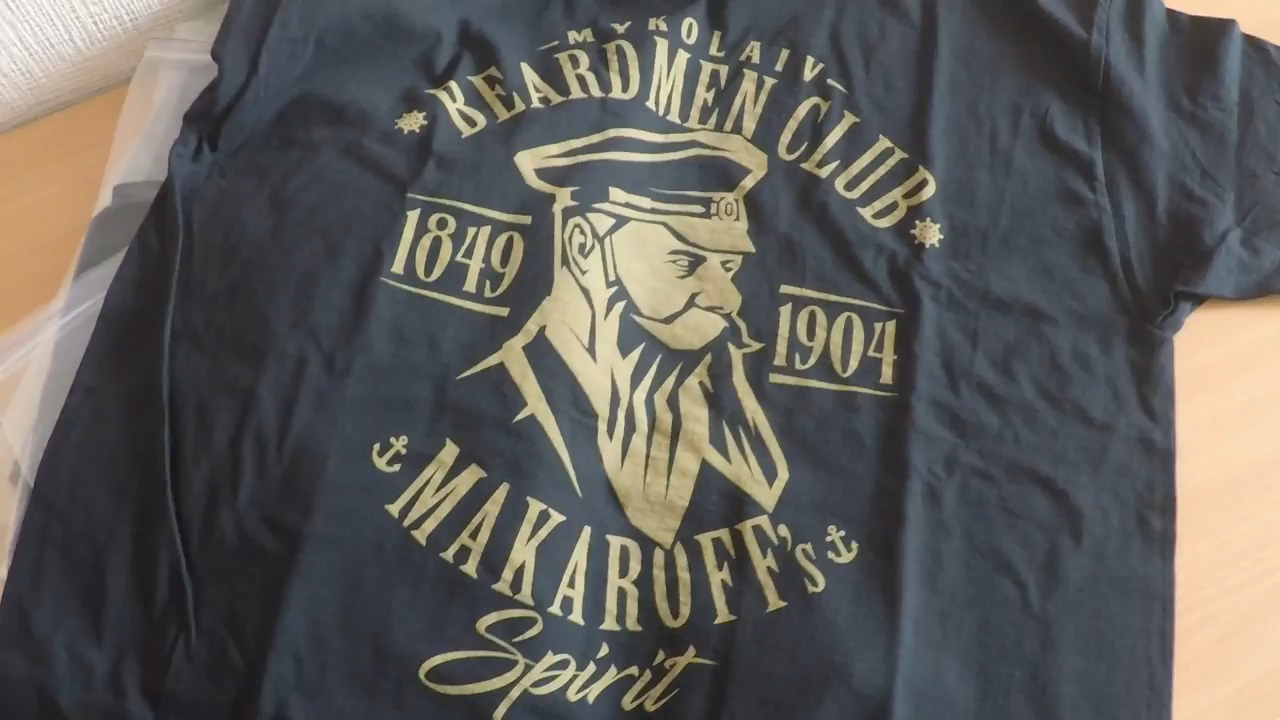 MYKOLAIV
BEARDMEN CLUB
1849
1904
MAKAROFF's
Spirit